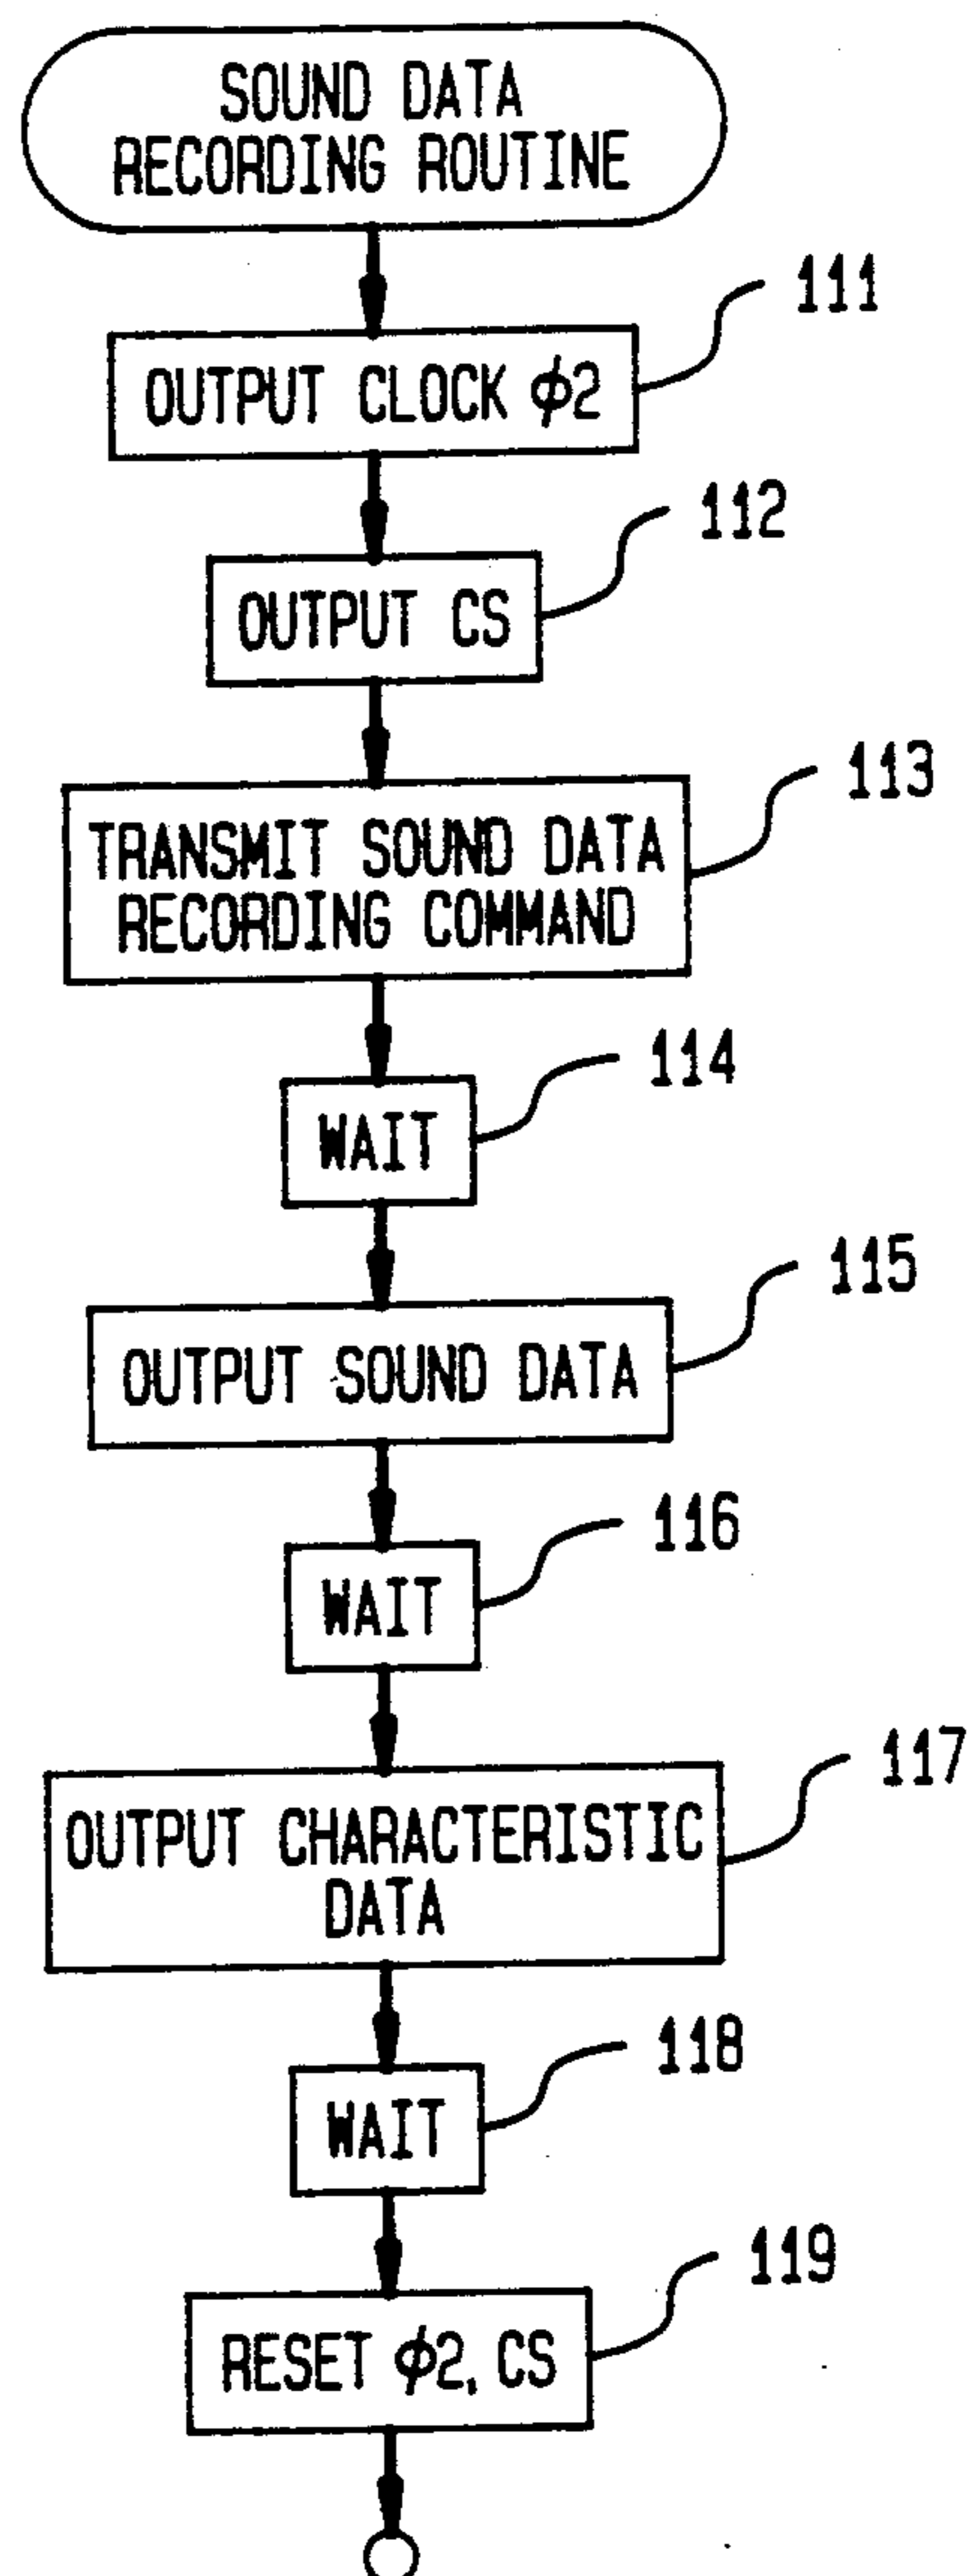 SOUND DATA
RECORDING ROUTINE
111
OUTPUT CLOCK ϕ2
112
OUTPUT CS
113
TRANSMIT SOUND DATA
RECORDING COMMAND
114
WAIT
115
OUTPUT SOUND DATA
116
WAIT
117
OUTPUT CHARACTERISTIC
DATA
118
WAIT
119
RESET ϕ2, CS